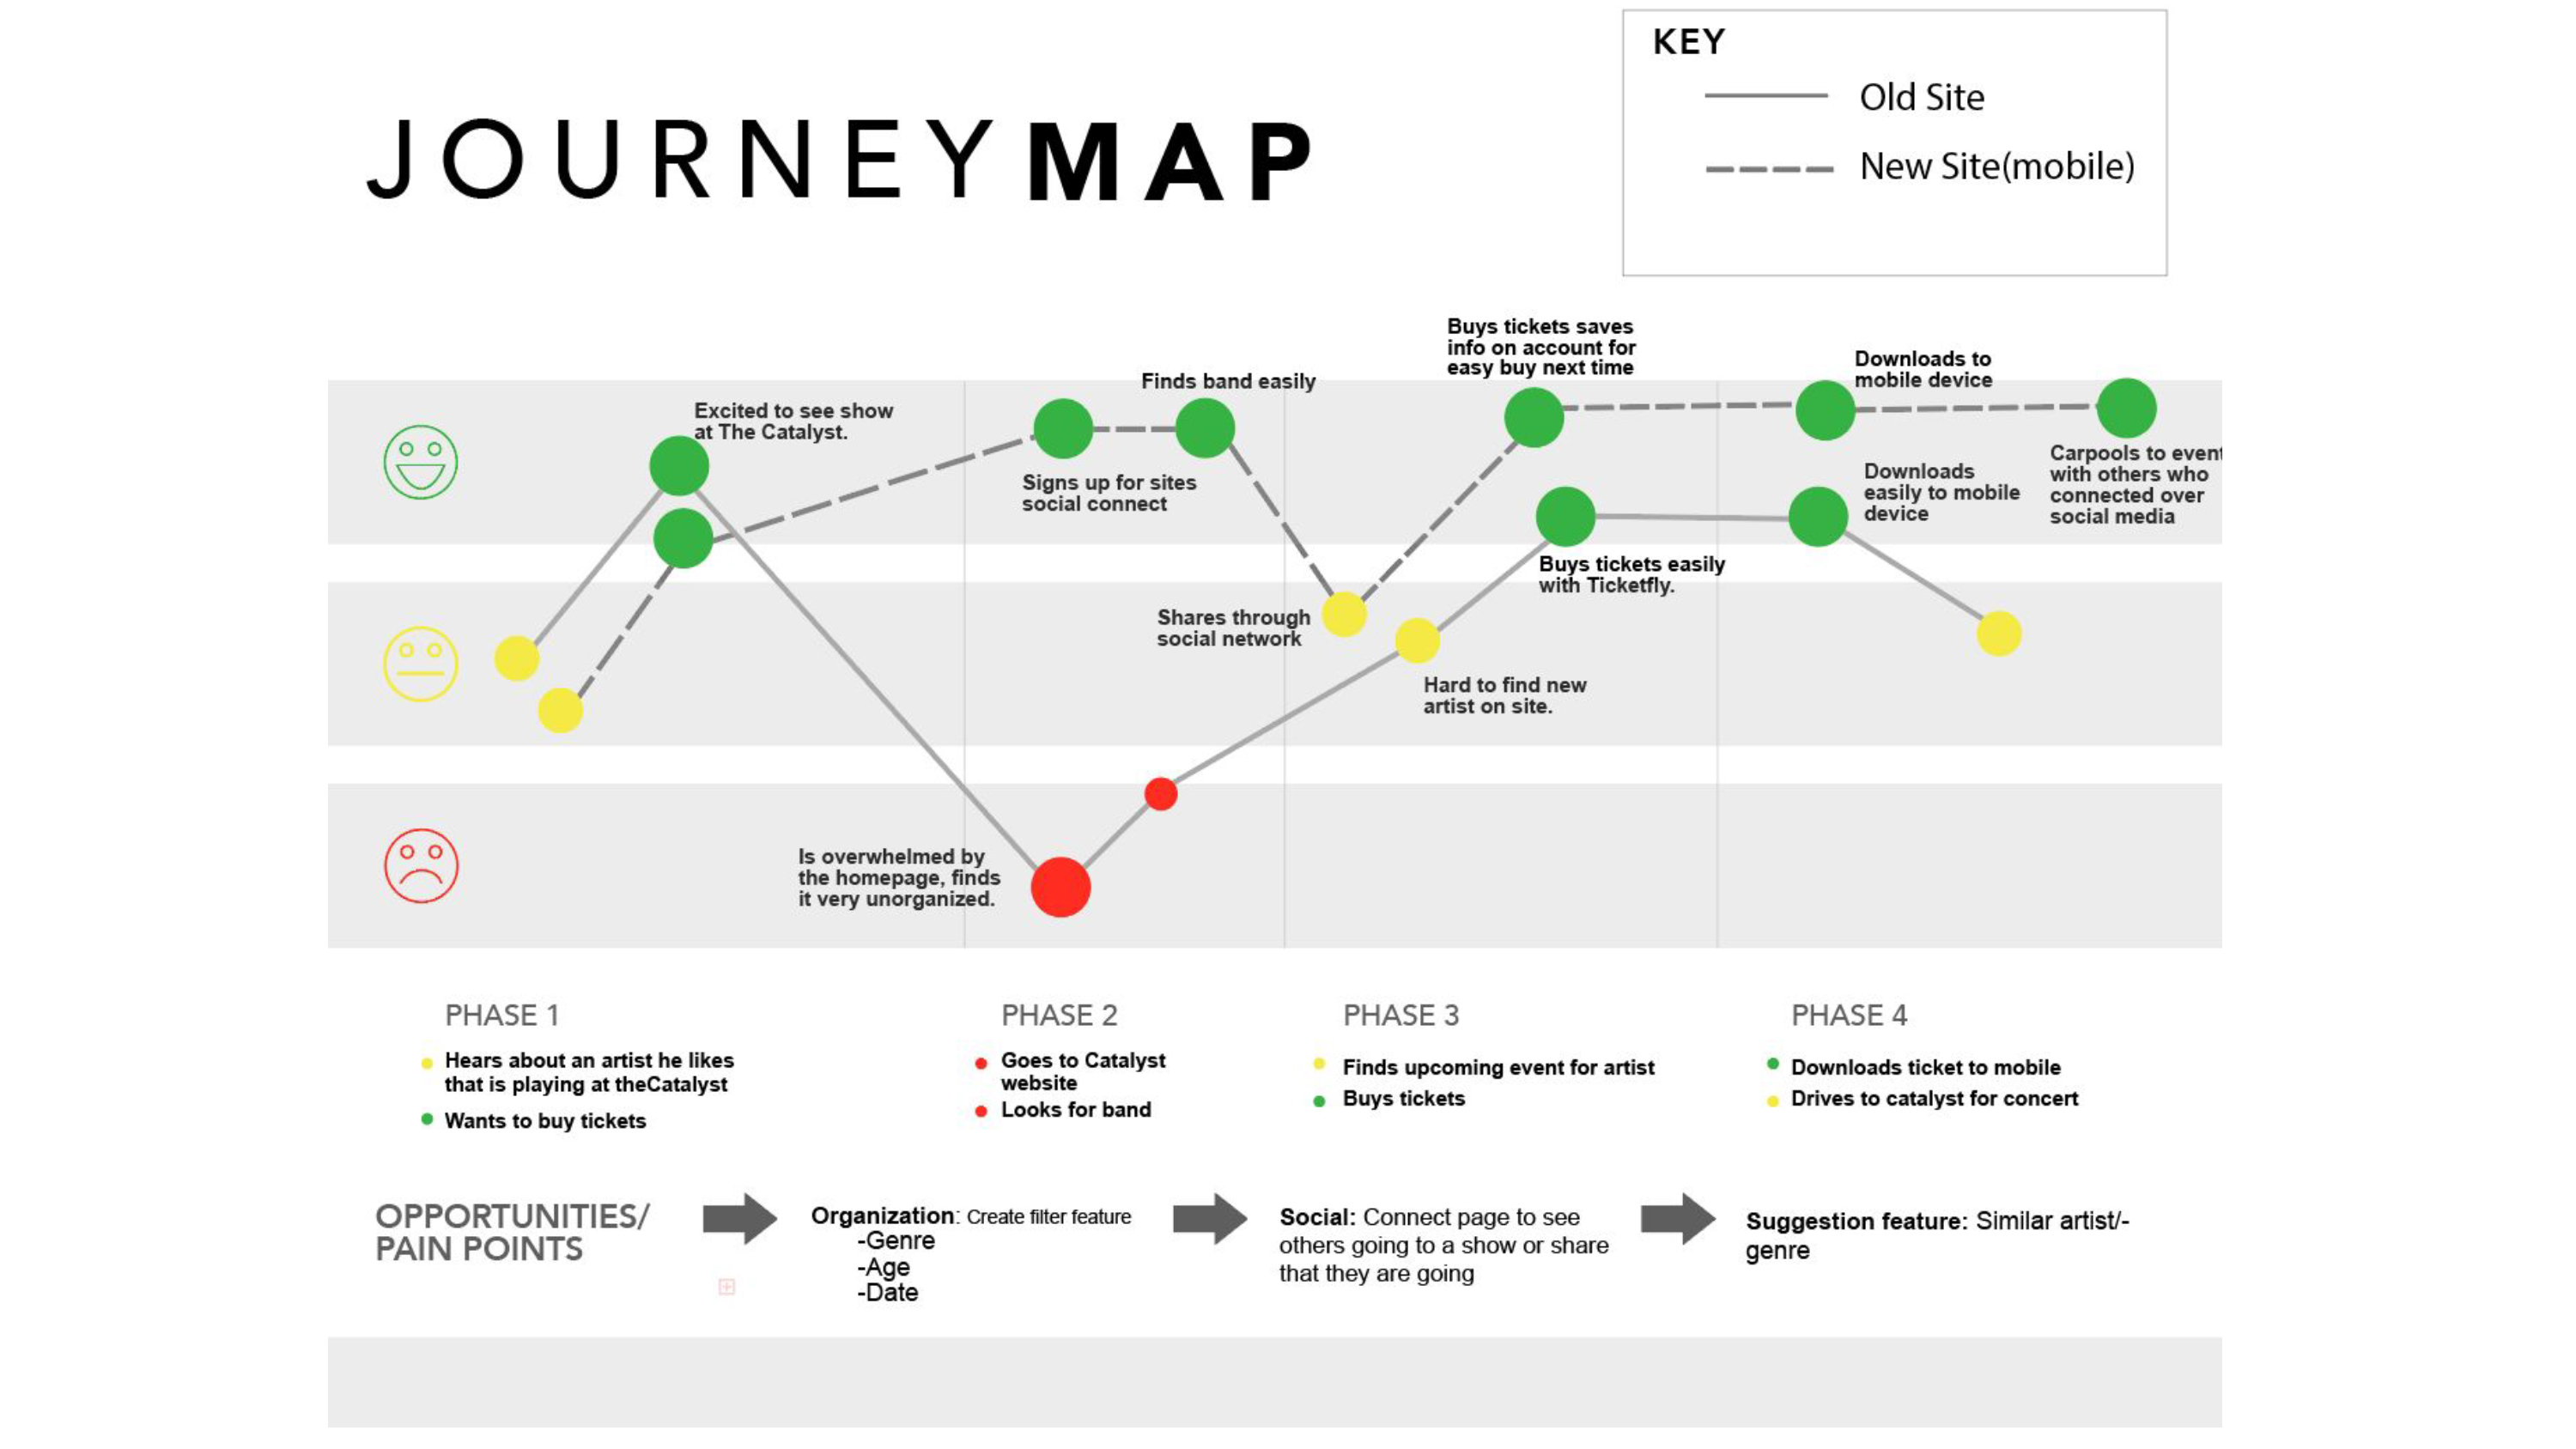 KEY
Old Site
New Site(mobile)
JOURNEYMAP
Buys tickets saves
info on account for
easy buy next time
Downloads to
mobile device
Finds band easily
Excited to see show
at The Catalyst.
Signs up for sites
social connect
Carpools to event
with others who
connected over
social media
Downloads
easily to mobile
device
Buys tickets easily
with Ticketfly.
Shares through
social network
Hard to find new
artist on site.
Is overwhelmed by
the homepage, finds
it very unorganized.
PHASE 1
Hears about an artist he likes
that is playing at theCatalyst
Wants to buy tickets
PHASE 2
Goes to Catalyst
website
Looks for band
PHASE 3
Finds upcoming event for artist
Buys tickets
PHASE 4
Downloads ticket to mobile
Drives to catalyst for concert
OPPORTUNITIES/
PAIN POINTS
Organization: Create filter feature
-Genre
-Age
-Date
Social: Connect page to see
others going to a show or share
that they are going
Suggestion feature: Similar artist/-
genre